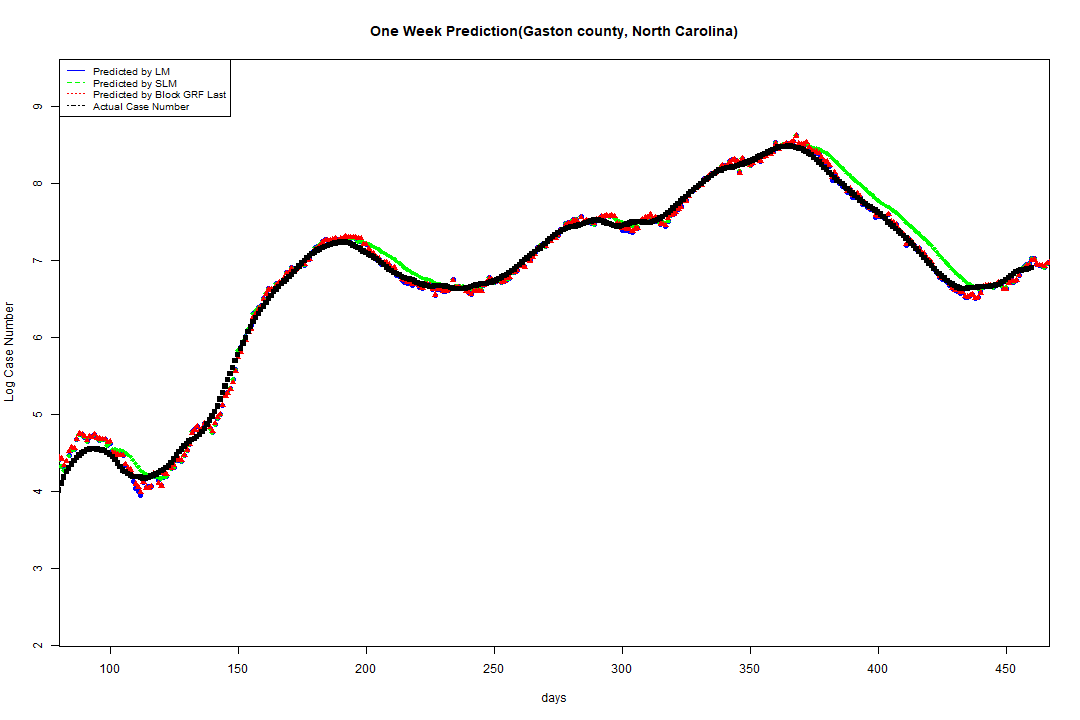 One Week Prediction(Gaston county, North Carolina)
Predicted by LM
Predicted by SLM
Predicted by Block GRF Last
Actual Case Number
Log Case Number
9
8
7
6
5
4
3
2
100 150 200 250 300 350 400 450
days